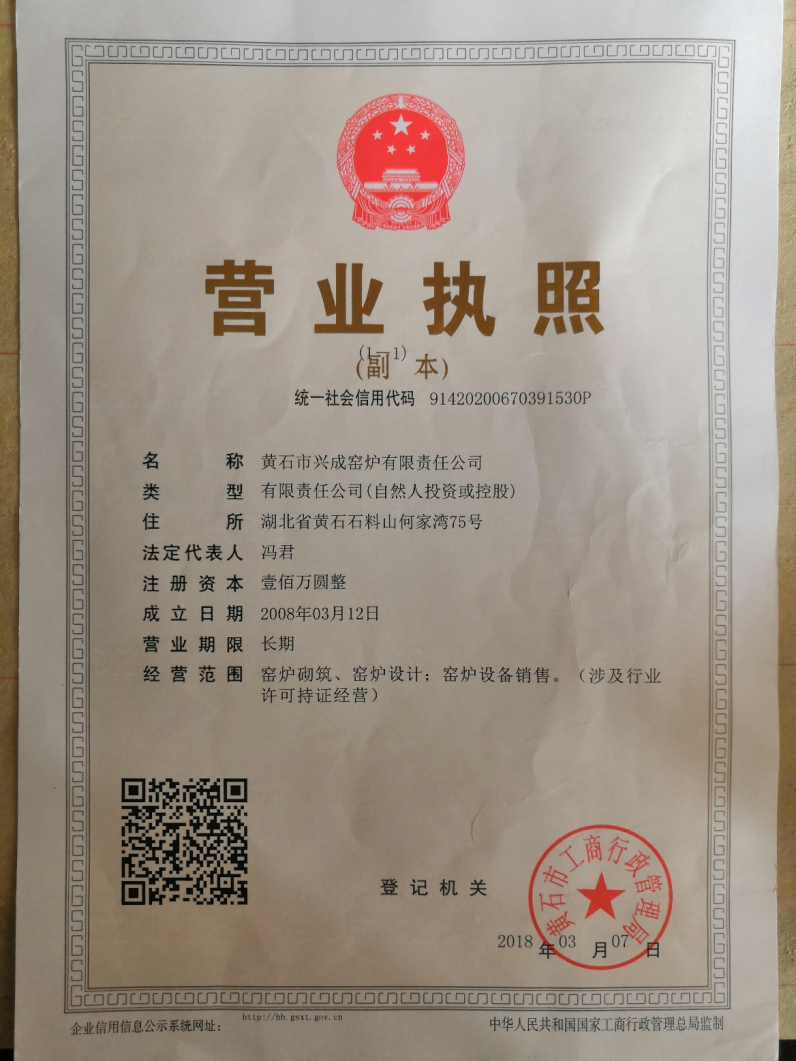 营业执照
(1-1)
(副 本)
统一社会信用代码 91420200670391530P
名称 黄石市兴成窑炉有限责任公司
类型 有限责任公司(自然人投资或控股)
住所 湖北省黄石石料山何家湾75号
法定代表人 冯君
注册资本 壹佰万圆整
成立日期 2008年03月12日
营业期限 长期
经营范围 窑炉砌筑、窑炉设计；窑炉设备销售。（涉及行业
许可持证经营）
登记机关
黄石市工商行政管理局
2018年03月07日
企业信用信息公示系统网址： http://hb.gsxt.gov.cn
中华人民共和国国家工商行政管理总局监制